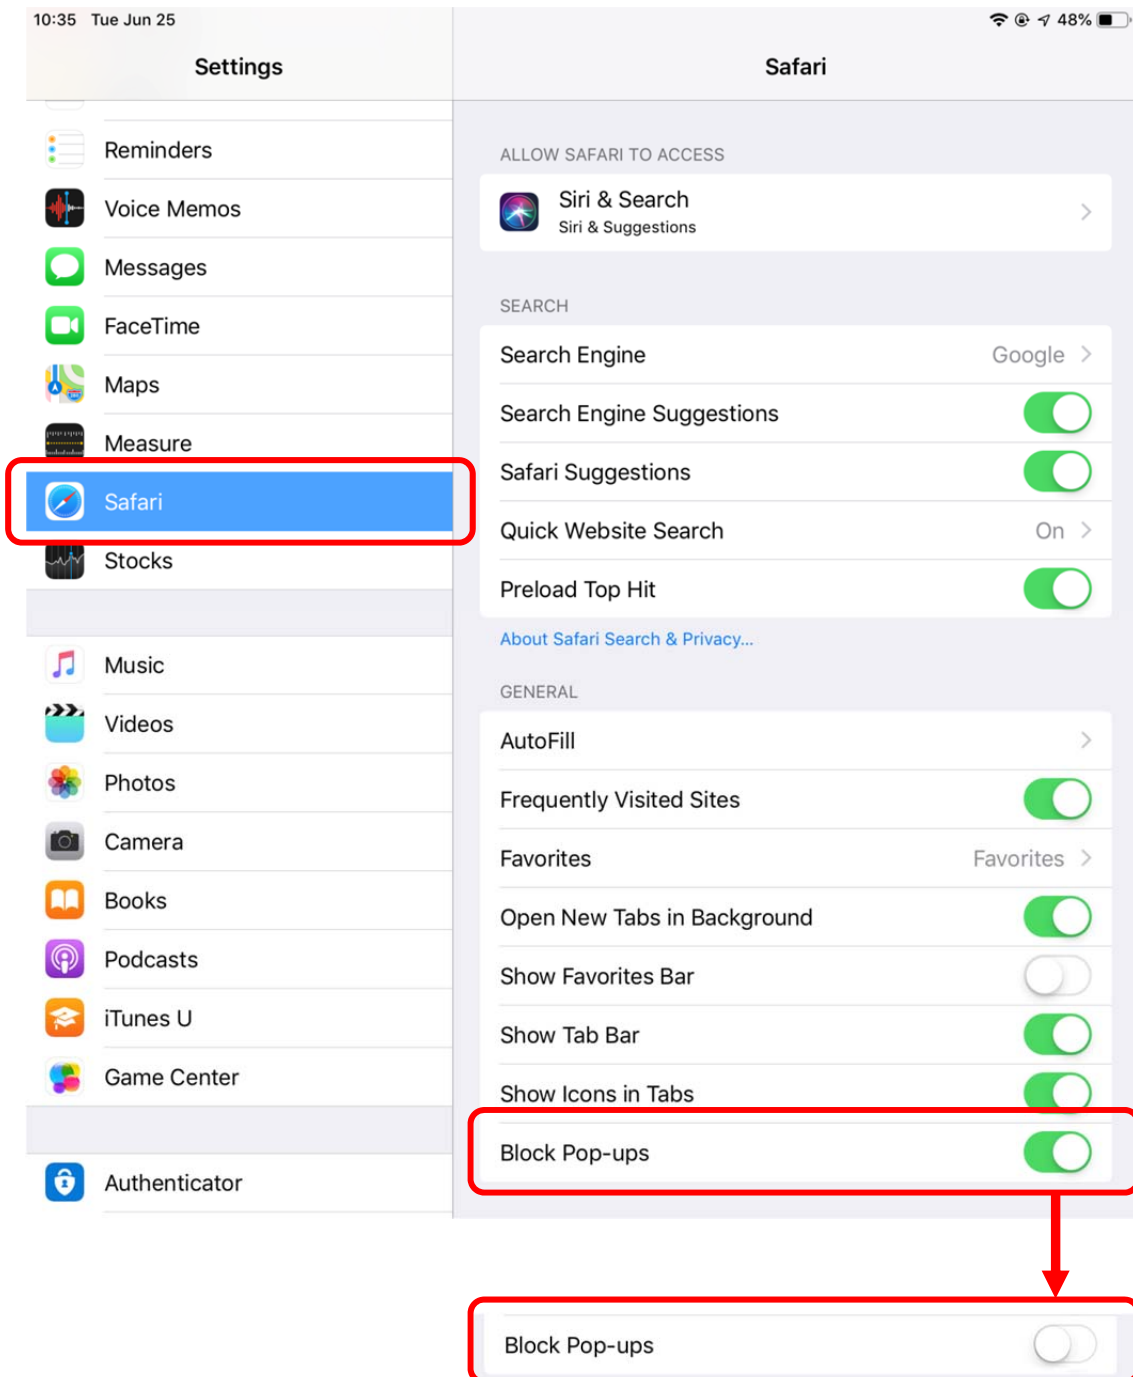 10:35 Tue Jun 25
48%
Settings
Safari
Reminders
Voice Memos
Messages
FaceTime
Maps
Measure
Safari
Stocks
Music
Videos
Photos
Camera
Books
Podcasts
iTunes U
Game Center
Authenticator
ALLOW SAFARI TO ACCESS
Siri & Search
Siri & Suggestions
SEARCH
Search Engine Google
Search Engine Suggestions
Safari Suggestions
Quick Website Search On
Preload Top Hit
About Safari Search & Privacy...
GENERAL
AutoFill
Frequently Visited Sites
Favorites Favorites
Open New Tabs in Background
Show Favorites Bar
Show Tab Bar
Show Icons in Tabs
Block Pop-ups
Block Pop-ups